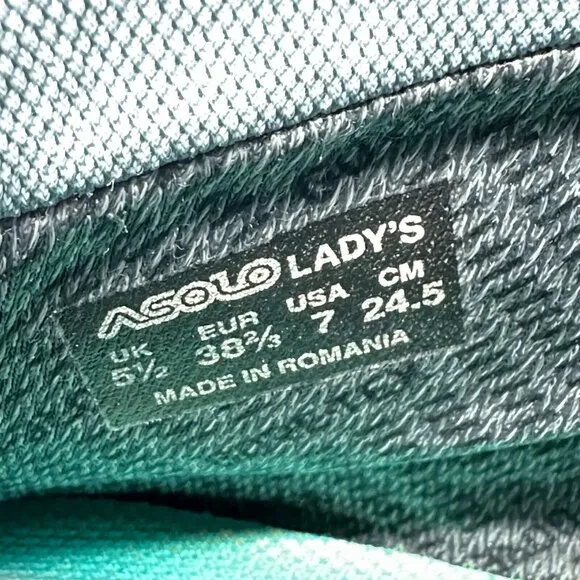 ASOLO LADY'S
UK EUR USA CM
5½ 38⅔ 7 24.5
MADE IN ROMANIA